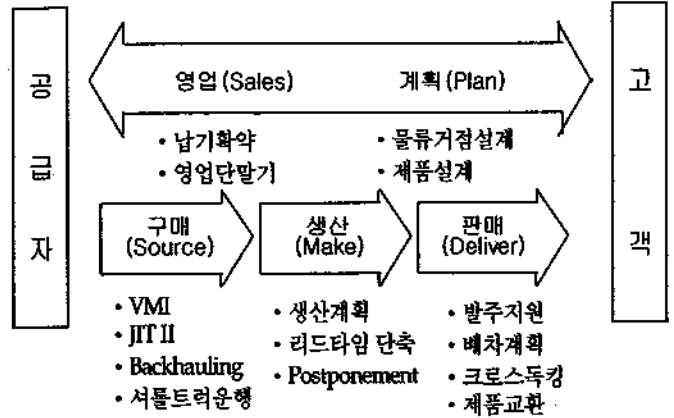 공급자
영업(Sales) 계획(Plan)
고객
• 납기확약
• 영업단말기
• 물류거점설계
• 제품설계
구매
(Source)
생산
(Make)
판매
(Deliver)
• VMI
• JIT II
• Backhauling
• 셔틀트럭운행
• 생산계획
• 리드타임 단축
• Postponement
• 발주지원
• 배차계획
• 크로스독킹
• 제품교환